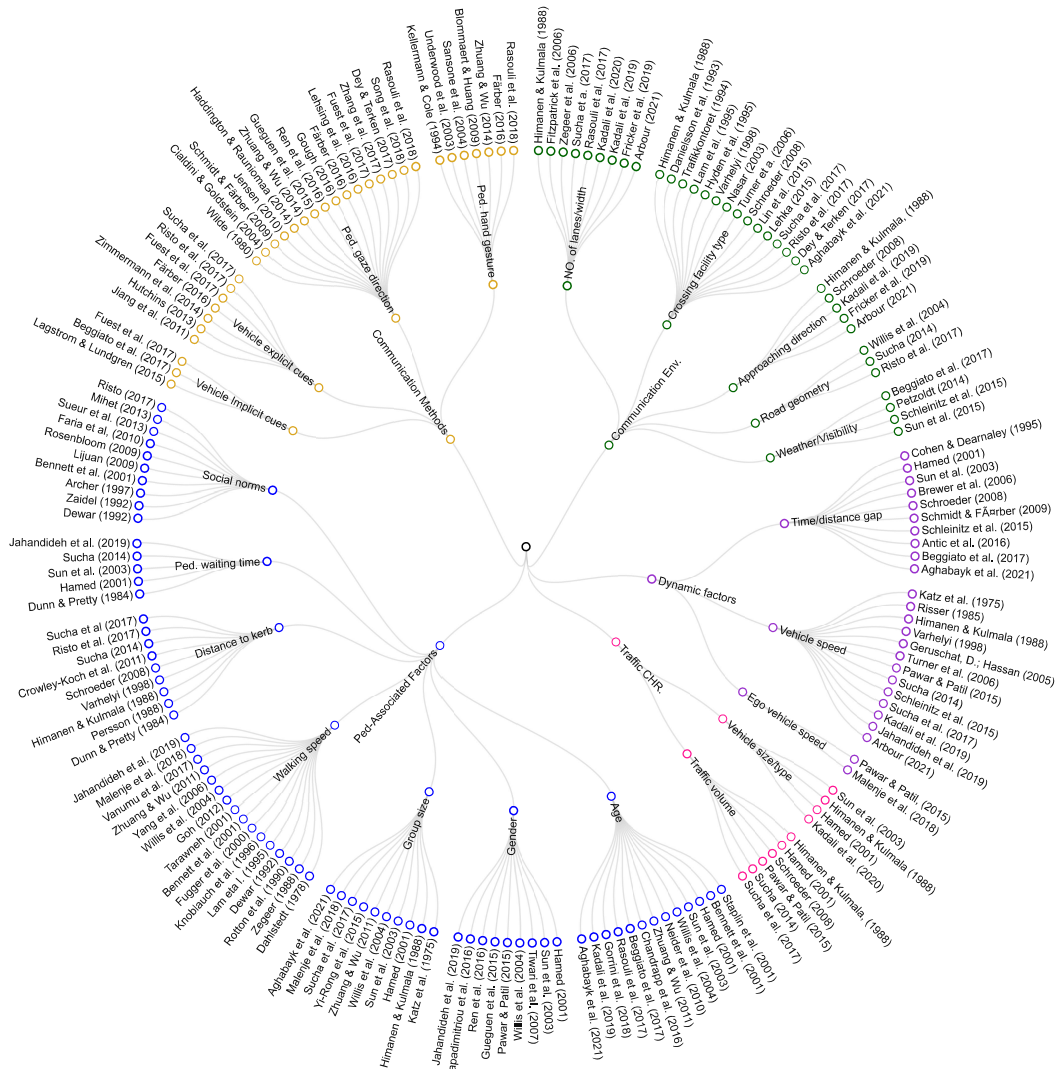 Communication Methods
Ped. hand gesture
Rasouli et al. (2018)
Färber (2016)
Zhuang & Wu (2014)
Blommaert & Huang (2009)
Sansone et al. (2004)
Underwood et al. (2003)
Kellermann & Cole (1994)
Ped. gaze direction
Rasouli et al. (2018)
Song et al. (2018)
Dey & Terken (2017)
Zhang et al. (2017)
Fuest et al. (2017)
Lehsing et al. (2016)
Färber (2016)
Gough (2016)
Ren et al. (2016)
Gueguen et al. (2015)
Zhuang & Wu (2014)
Haddington & Rauniomaa (2014)
Jensen (2010)
Schmidt & Färber (2009)
Cialdini & Goldstein (2004)
Wilde (1980)
Vehicle explicit cues
Sucha et al. (2017)
Risto et al. (2017)
Fuest et al. (2017)
Färber (2016)
Zimmermann et al. (2014)
Hutchins (2013)
Jiang et al. (2011)
Vehicle Implicit cues
Fuest et al. (2017)
Beggiato et al. (2017)
Lagstrom & Lundgren (2015)
Communication Env.
NO. of lanes/width
Himanen & Kulmala (1988)
Fitzpatrick et al. (2006)
Zegeer et al. (2006)
Sucha et a. (2017)
Rasouli et al. (2017)
Kadali et al. (2020)
Kadali et al. (2019)
Fricker et al. (2019)
Arbour (2021)
Crossing facility type
Himanen & Kulmala (1988)
Danielsson et al. (1993)
Trafikkontoret (1994)
Lam et al. (1995)
Hyden et al. (1995)
Varhelyi (1998)
Nasar (2003)
Turner et a. (2006)
Schroeder (2008)
Lin et al. (2015)
Lehka (2015)
Sucha et al. (2017)
Risto et al. (2017)
Dey & Terken (2017)
Aghabayk et al. (2021)
Approaching direction
Himanen & Kulmala, (1988)
Schroeder (2008)
Kadali et al. (2019)
Fricker et al. (2019)
Arbour (2021)
Road geometry
Willis et al. (2004)
Sucha (2014)
Risto et al. (2017)
Weather/Visibility
Beggiato et al. (2017)
Petzoldt (2014)
Schleinitz et al. (2015)
Sun et al. (2015)
Dynamic factors
Time/distance gap
Cohen & Dearnaley (1995)
Hamed (2001)
Sun et al. (2003)
Brewer et al. (2006)
Schroeder (2008)
Schmidt & FÃ¤rber (2009)
Schleinitz et al. (2015)
Antic et al. (2016)
Beggiato et al. (2017)
Aghabayk et al. (2021)
Vehicle speed
Katz et al. (1975)
Risser (1985)
Himanen & Kulmala (1988)
Varhelyi (1998)
Geruschat, D.; Hassan (2005)
Turner et al. (2006)
Pawar & Patil (2015)
Sucha (2014)
Schleinitz et al. (2015)
Sucha et al. (2017)
Kadali et al. (2019)
Jahandideh et al. (2019)
Arbour (2021)
Ego vehicle speed
Pawar & Patil, (2015)
Malenje et al. (2018)
Traffic CHR.
Vehicle size/type
Sun et al. (2003)
Himanen & Kulmala (1988)
Hamed (2001)
Kadali et al. (2020)
Traffic volume
Himanen & Kulmala, (1988)
Hamed (2001)
Schroeder (2008)
Pawar & Patil (2015)
Sucha (2014)
Sucha et al. (2017)
Ped-Associated Factors
Age
Staplin et al. (2001)
Bennett et al. (2001)
Hamed (2001)
Sun et al. (2003)
Willis et al. (2004)
Neider et al. (2010)
Zhuang & Wu (2011)
Chandrappa et al. (2016)
Beggiato et al. (2017)
Rasouli et al. (2017)
Gorrini et al. (2018)
Kadali et al. (2019)
Aghabayk et al. (2021)
Gender
Hamed (2001)
Sun et al. (2003)
Tiwari et al. (2007)
Willis et al. (2004)
Pawar & Patil (2015)
Gueguen et al. (2015)
Ren et al. (2016)
apadimitriou et al. (2016)
Jahandideh et al. (2019)
Group size
Katz et al. (1975)
Himanen & Kulmala (1988)
Hamed (2001)
Sun et al. (2003)
Willis et al. (2004)
Zhuang & Wu (2011)
Yi-Rong et al. (2015)
Sucha et al. (2017)
Malenje et al. (2018)
Aghabayk et al. (2021)
Walking speed
Dahlstedt (1978)
Zegeer (1988)
Rotton et al. (1990)
Dewar (1992)
Lam eta l. (1995)
Knoblauch et al. (1996)
Fugger et al. (2000)
Bennett et al. (2001)
Tarawneh (2001)
Goh (2012)
Willis et al. (2004)
Yang et al. (2006)
Zhuang & Wu (2011)
Vanumu et al. (2017)
Malenje et al. (2018)
Jahandideh et al. (2019)
Distance to kerb
Sucha et al (2017)
Risto et al. (2017)
Sucha (2014)
Crowley-Koch et al. (2011)
Schroeder (2008)
Varhelyi (1998)
Himanen & Kulmala (1988)
Persson (1988)
Dunn & Pretty (1984)
Ped. waiting time
Jahandideh et al. (2019)
Sucha (2014)
Sun et al. (2003)
Hamed (2001)
Dunn & Pretty (1984)
Social norms
Risto (2017)
Mihet (2013)
Sueur et al. (2013)
Faria et al, (2010)
Rosenbloom (2009)
Lijuan (2009)
Bennett et al. (2001)
Archer (1997)
Zaidel (1992)
Dewar (1992)